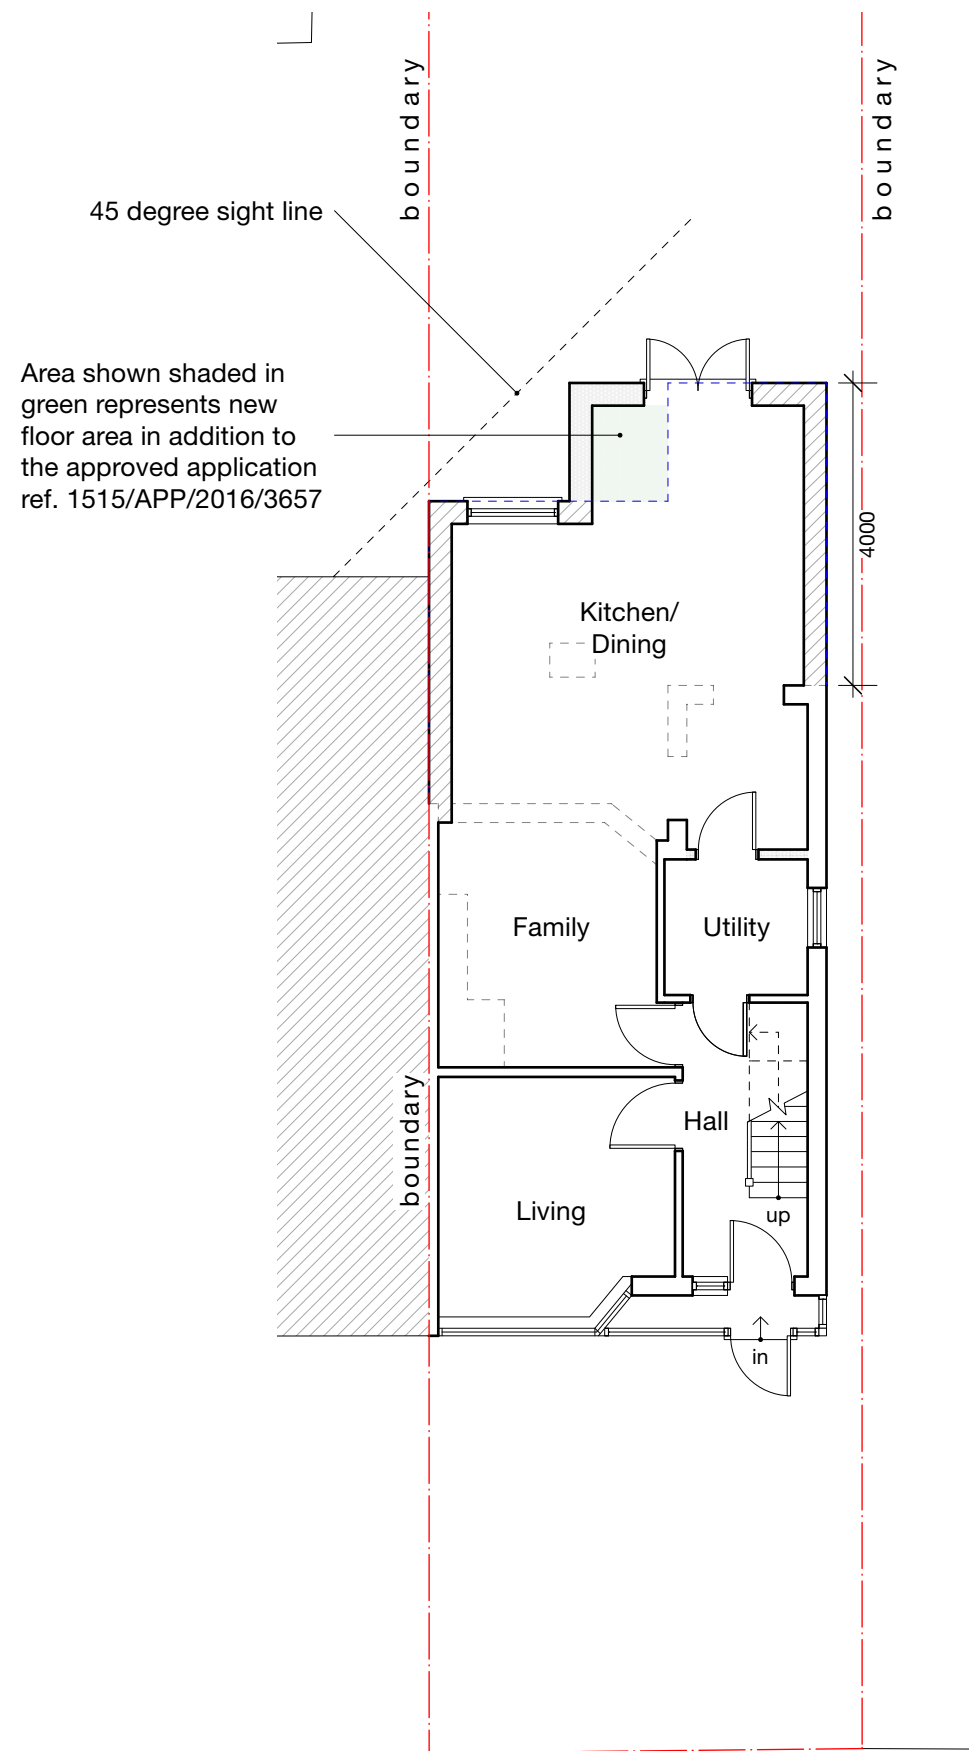 boundary
boundary
45 degree sight line
Area shown shaded in
green represents new
floor area in addition to
the approved application
ref. 1515/APP/2016/3657
4000
Kitchen/
Dining
Family
Utility
boundary
Hall
Living
up
in